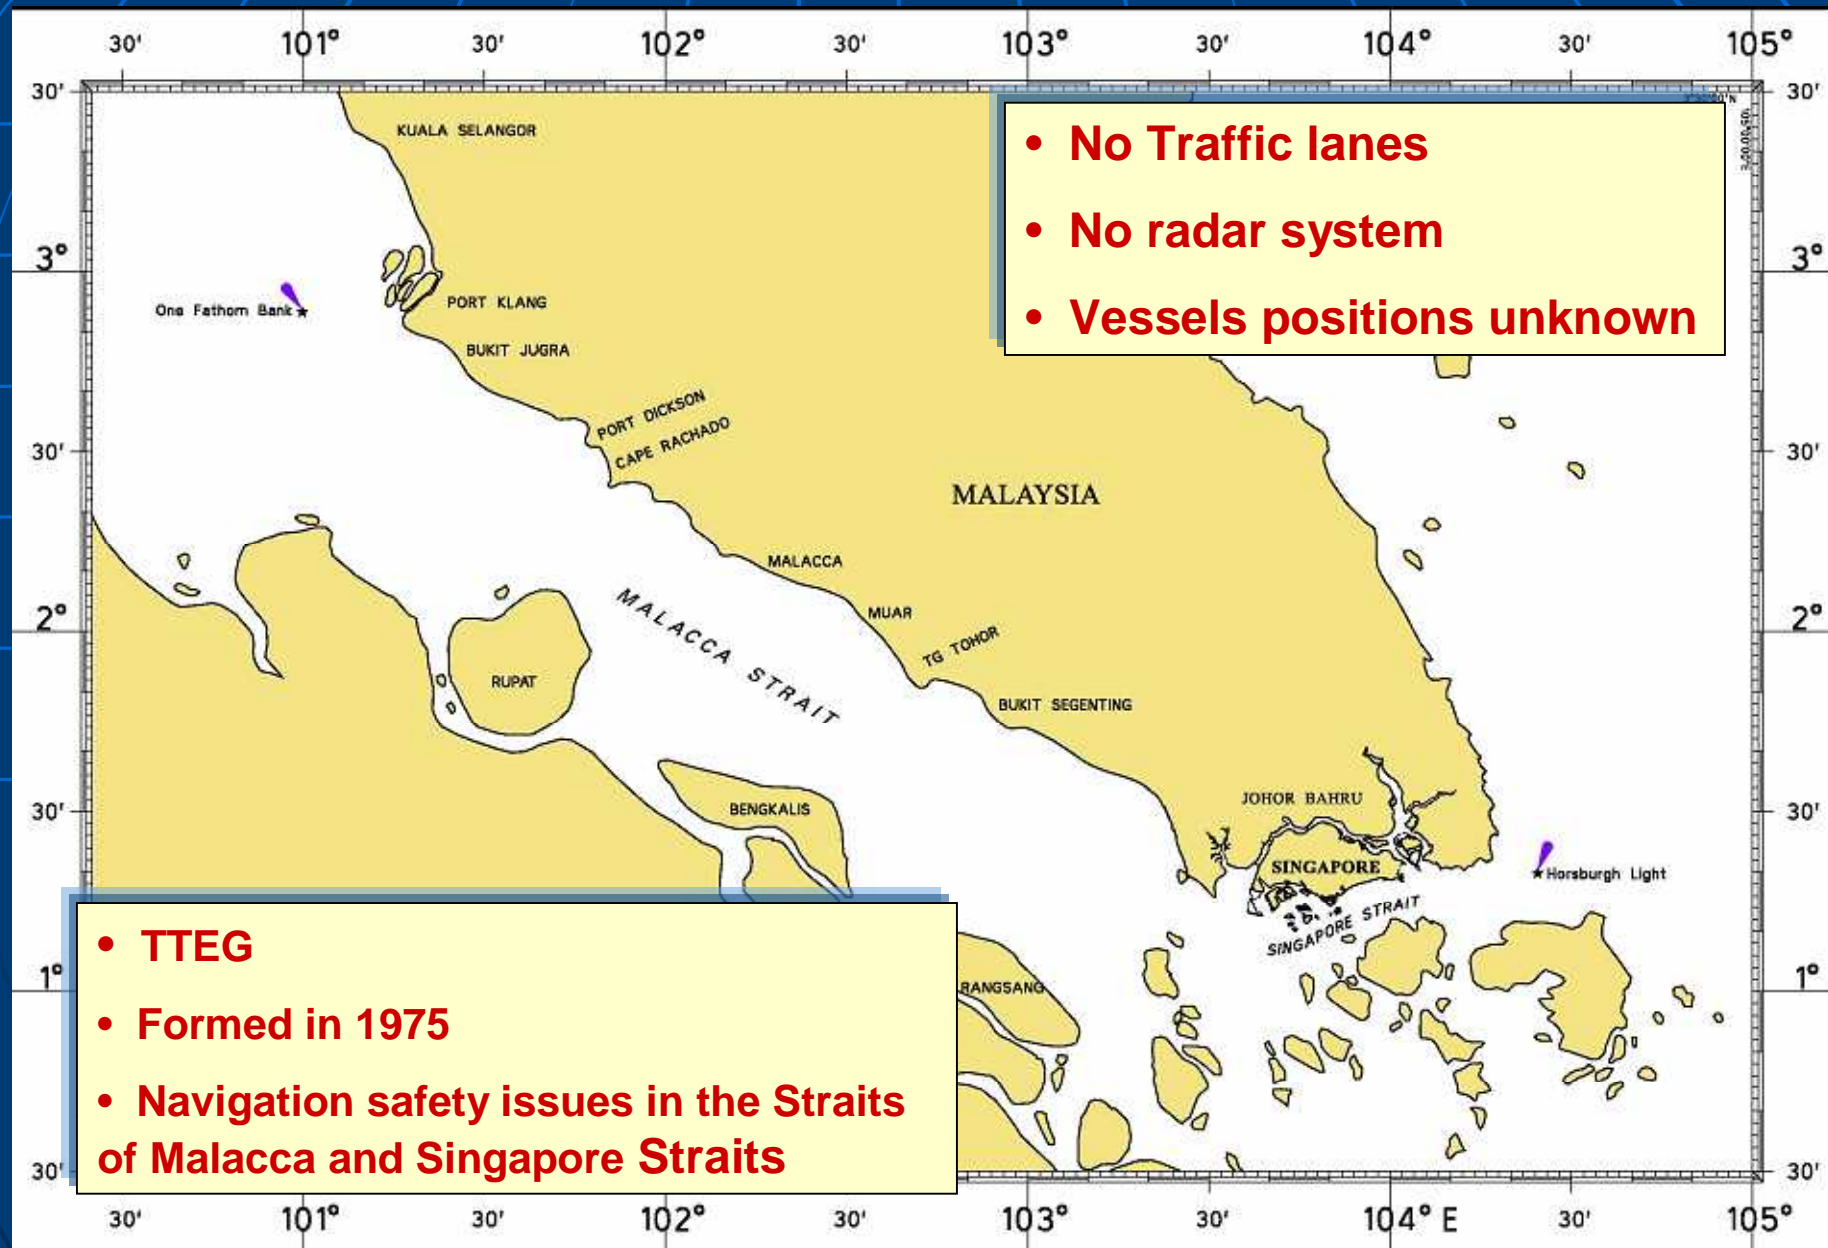 30' 101° 30' 102° 30' 103° 30' 104° 30' 105°
30' 30'
KUALA SELANGOR
• No Traffic lanes
• No radar system
• Vessels positions unknown
3° 3°
One Fathom Bank
PORT KLANG
BUKIT JUGRA
PORT DICKSON
CAPE RACHADO
30' 30'
MALAYSIA
MALACCA
MALACCA STRAIT
MUAR
2° 2°
TG TOHOR
RUPAT
BUKIT SEGENTING
30' 30'
BENGKALIS
JOHOR BAHRU
SINGAPORE
Horsburgh Light
SINGAPORE STRAIT
• TTEG
• Formed in 1975
• Navigation safety issues in the Straits
of Malacca and Singapore Straits
1° 1°
RANGSANG
30' 30'
30' 101° 30' 102° 30' 103° 30' 104° E 30' 105°